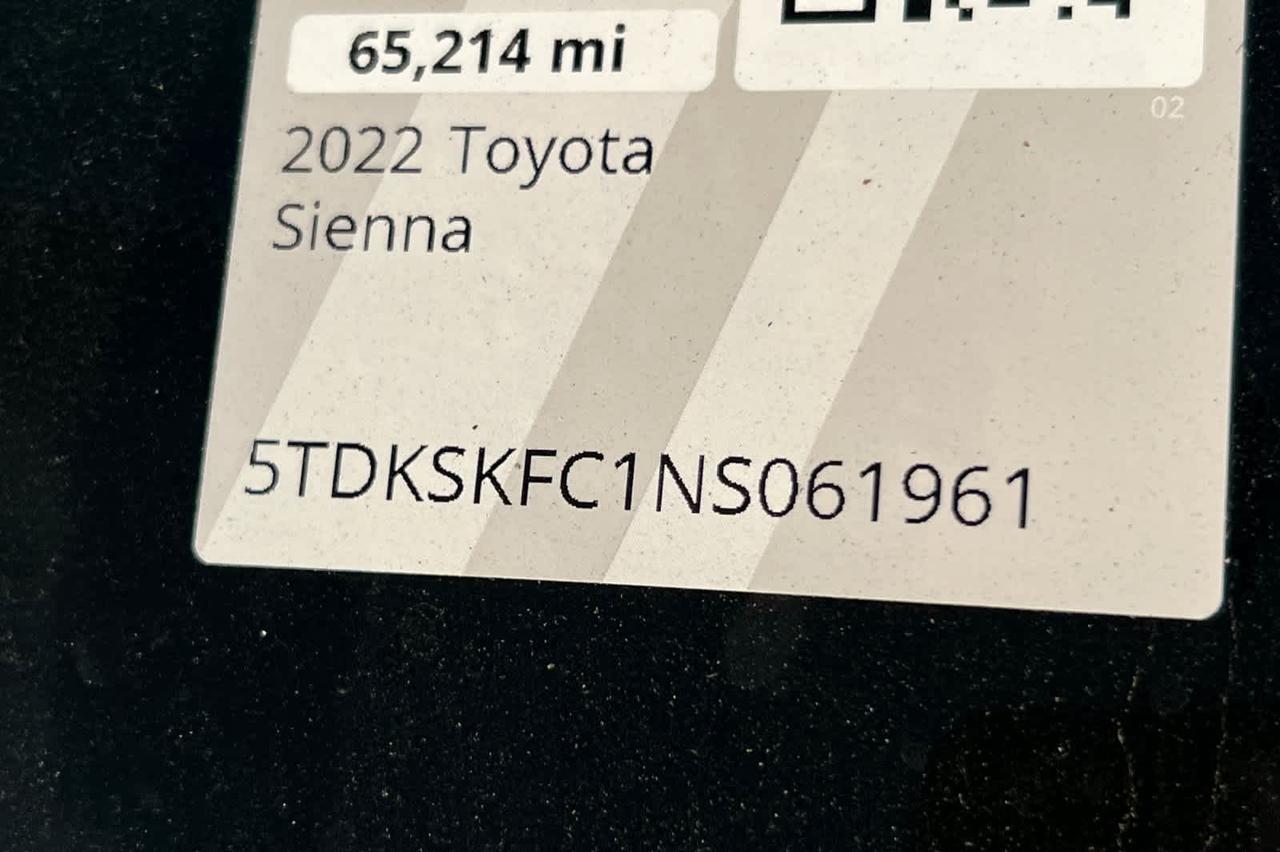 65,214 mi
02
2022 Toyota
Sienna
5TDKSKFC1NS061961